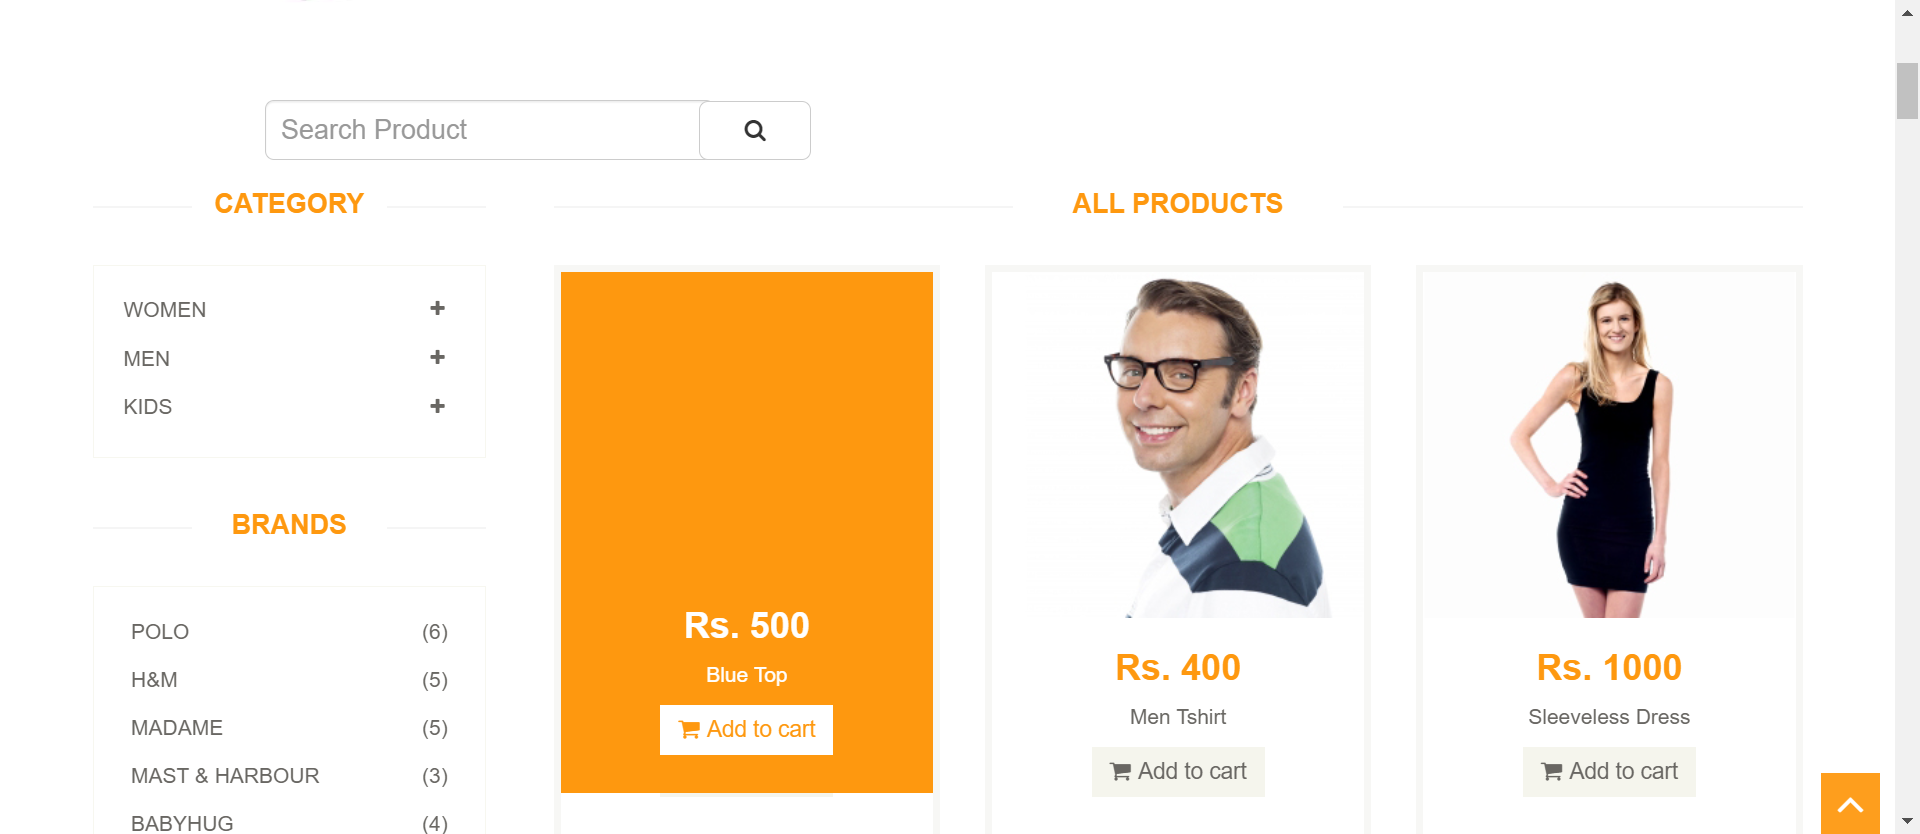 Search Product
CATEGORY
WOMEN
MEN
KIDS
BRANDS
POLO (6)
H&M (5)
MADAME (5)
MAST & HARBOUR (3)
BABYHUG (4)
ALL PRODUCTS
Rs. 500
Blue Top
Add to cart
Rs. 400
Men Tshirt
Add to cart
Rs. 1000
Sleeveless Dress
Add to cart